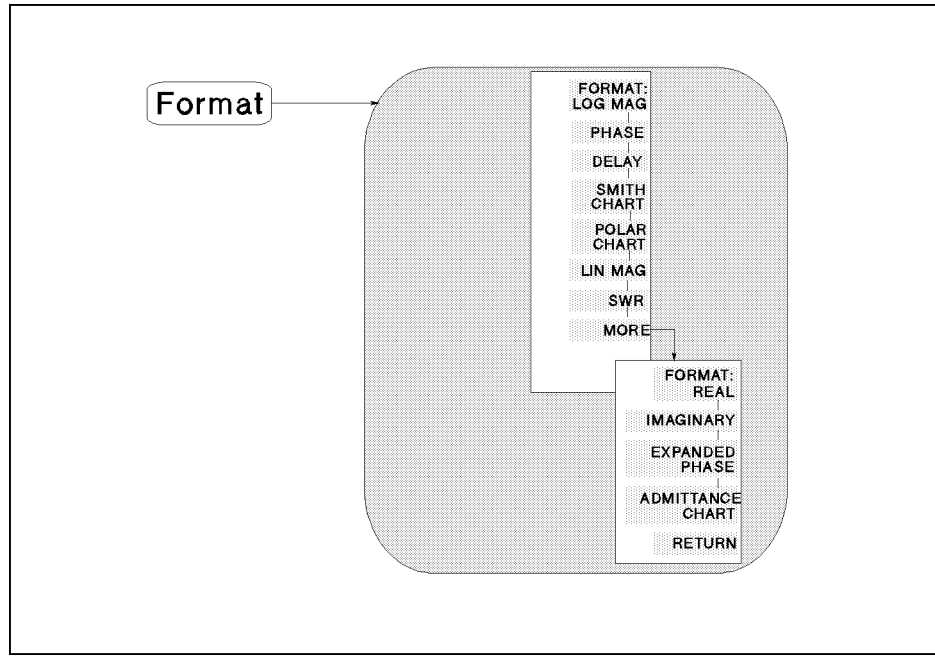 Format
FORMAT:
LOG MAG
PHASE
DELAY
SMITH
CHART
POLAR
CHART
LIN MAG
SWR
MORE
FORMAT:
REAL
IMAGINARY
EXPANDED
PHASE
ADMITTANCE
CHART
RETURN